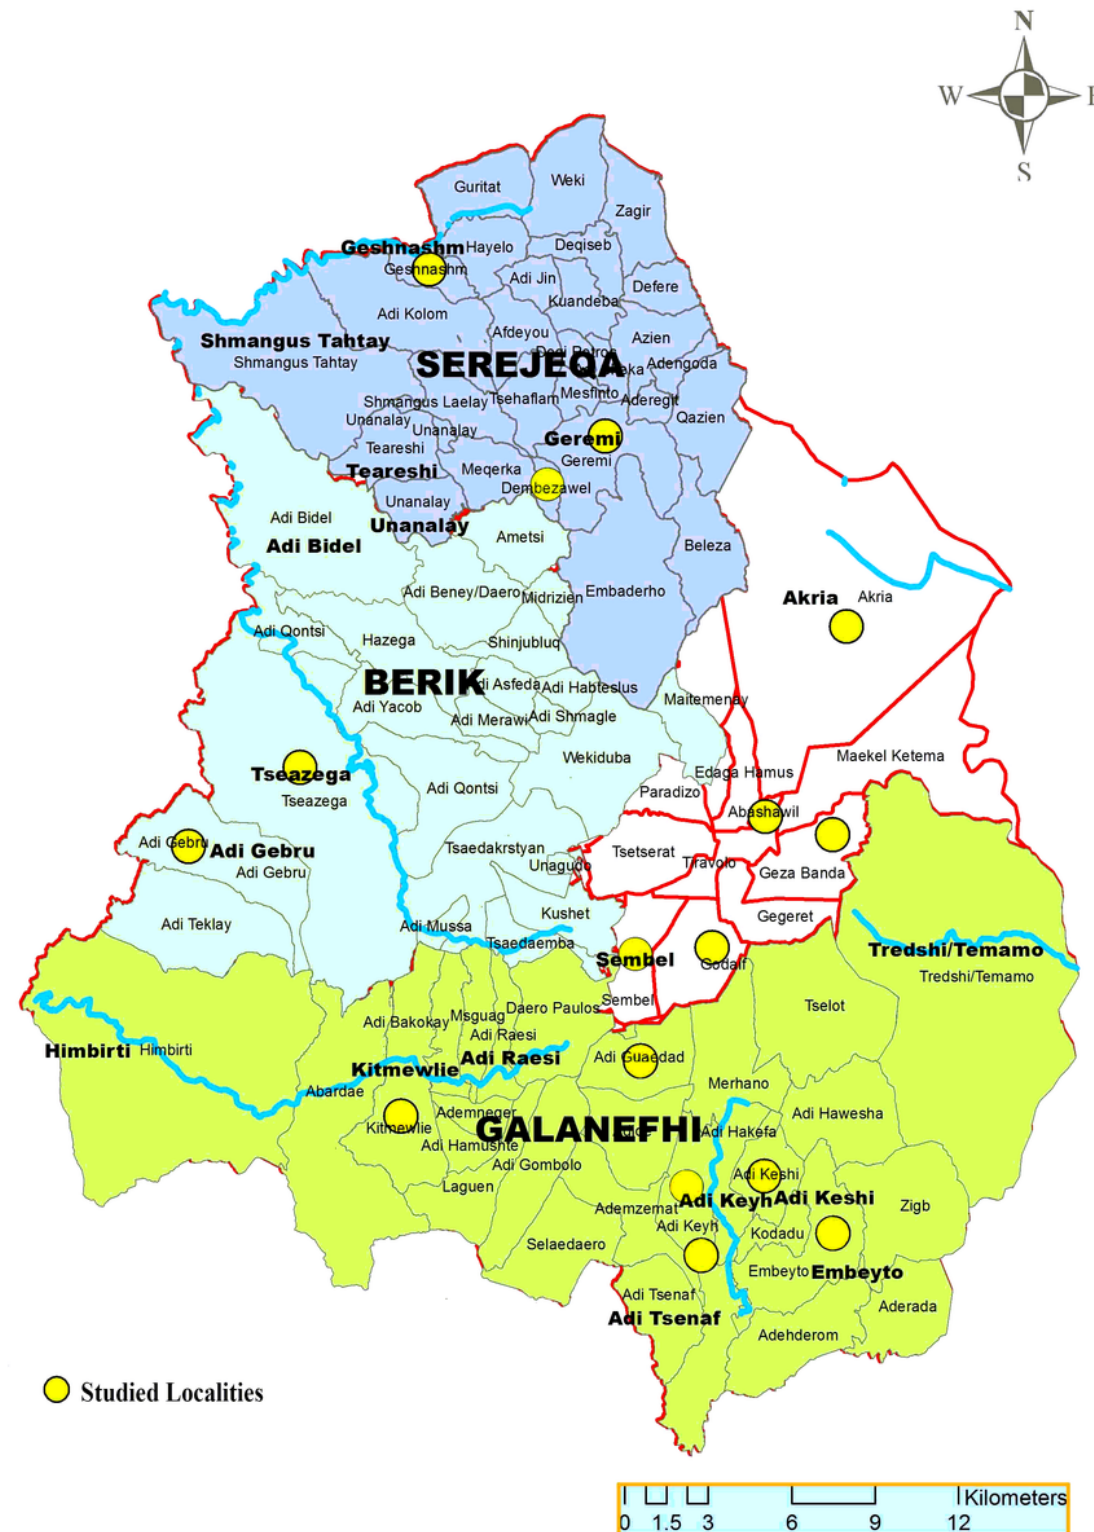 N
W
E
S
Guritat
Weki
Zagir
Geshnashm
Hayelo
Deqiseb
Geshnashm
Adi Jin
Defere
Kuandeba
Adi Kolom
Afdeyou
Azien
Shmangus Tahtay
Shmangus Tahtay
SEREJEQA
Adengoda
Shmangus Laelay
Tsehaflam
Mesfinto
Aderegit
Unanalay
Unanalay
Qazien
Teareshi
Geremi
Geremi
Teareshi
Meqerka
Dembezawel
Unanalay
Unanalay
Adi Bidel
Adi Bidel
Ametsi
Beleza
Adi Beney/Daero
Midrizien
Embaderho
Akria
Akria
Adi Qontsi
Hazega
Shinjubluq
BERIK
Adi Asfeda
Adi Habteslus
Maitemenay
Adi Yacob
Adi Merawi
Adi Shmagle
Wekiduba
Maekel Ketema
Edaga Hamus
Tseazega
Tseazega
Adi Qontsi
Paradizo
Abashawil
Adi Gebru
Adi Gebru
Adi Gebru
Tsaedakrstyan
Unagudo
Tsetserat
Tiravolo
Geza Banda
Adi Teklay
Adi Mussa
Kushet
Tsaedaemba
Gegeret
Sembel
Godaif
Tredshi/Temamo
Tredshi/Temamo
Sembel
Daero Paulos
Msguag
Adi Bakokay
Adi Raesi
Tselot
Himbirti
Himbirti
Kitmewlie
Adi Raesi
Adi Guaedad
Abardae
Merhano
Kitmewlie
Ademneger
GALANEFHI
Adi Hawesha
Adi Hakefa
Adi Hamushte
Adi Gombolo
Adi Keshi
Laguen
Adi Keyh
Adi Keshi
Ademzemat
Zigb
Adi Keyh
Kodadu
Selaedaero
Embeyto
Embeyto
Adi Tsenaf
Adi Tsenaf
Aderada
Adehderom
Studied Localities
Kilometers
0 1.5 3 6 9 12